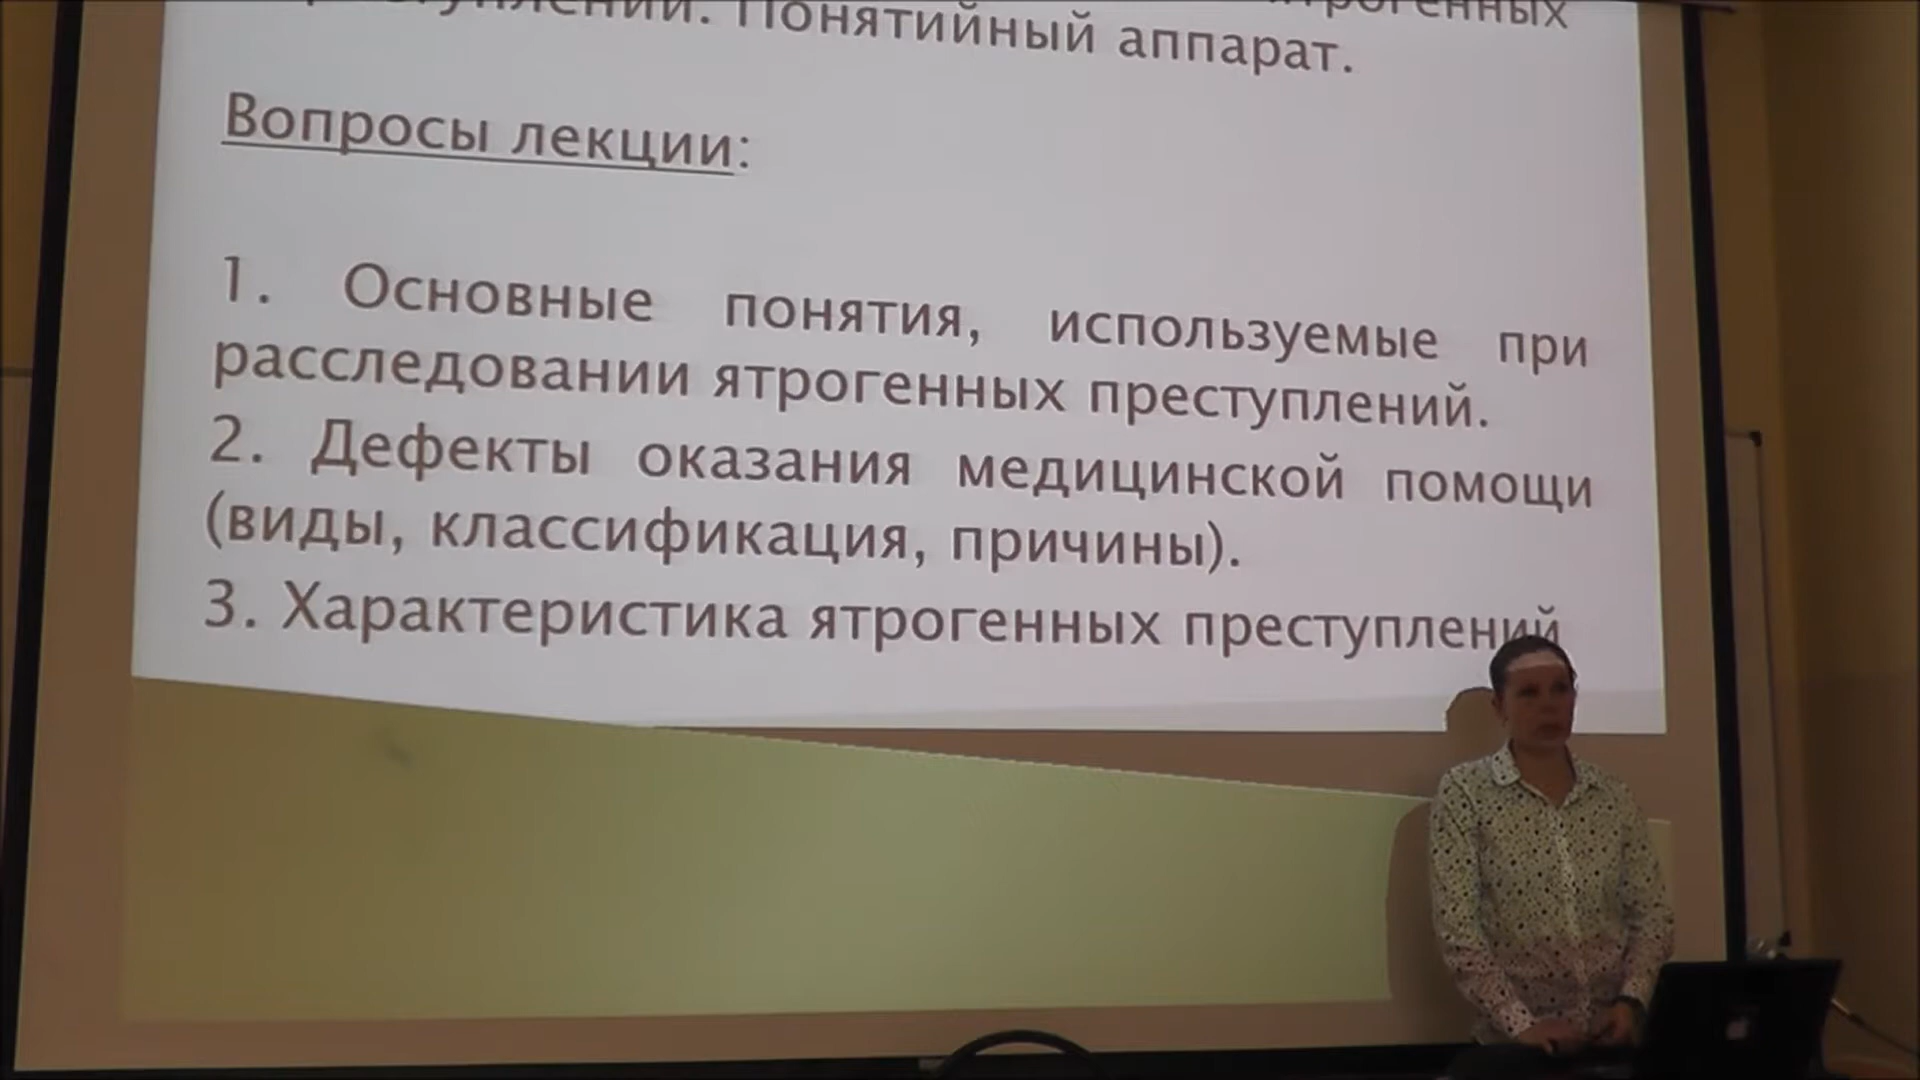 Понятийный аппарат.
Вопросы лекции:
1. Основные понятия, используемые при
расследовании ятрогенных преступлений.
2. Дефекты оказания медицинской помощи
(виды, классификация, причины).
3. Характеристика ятрогенных преступлений